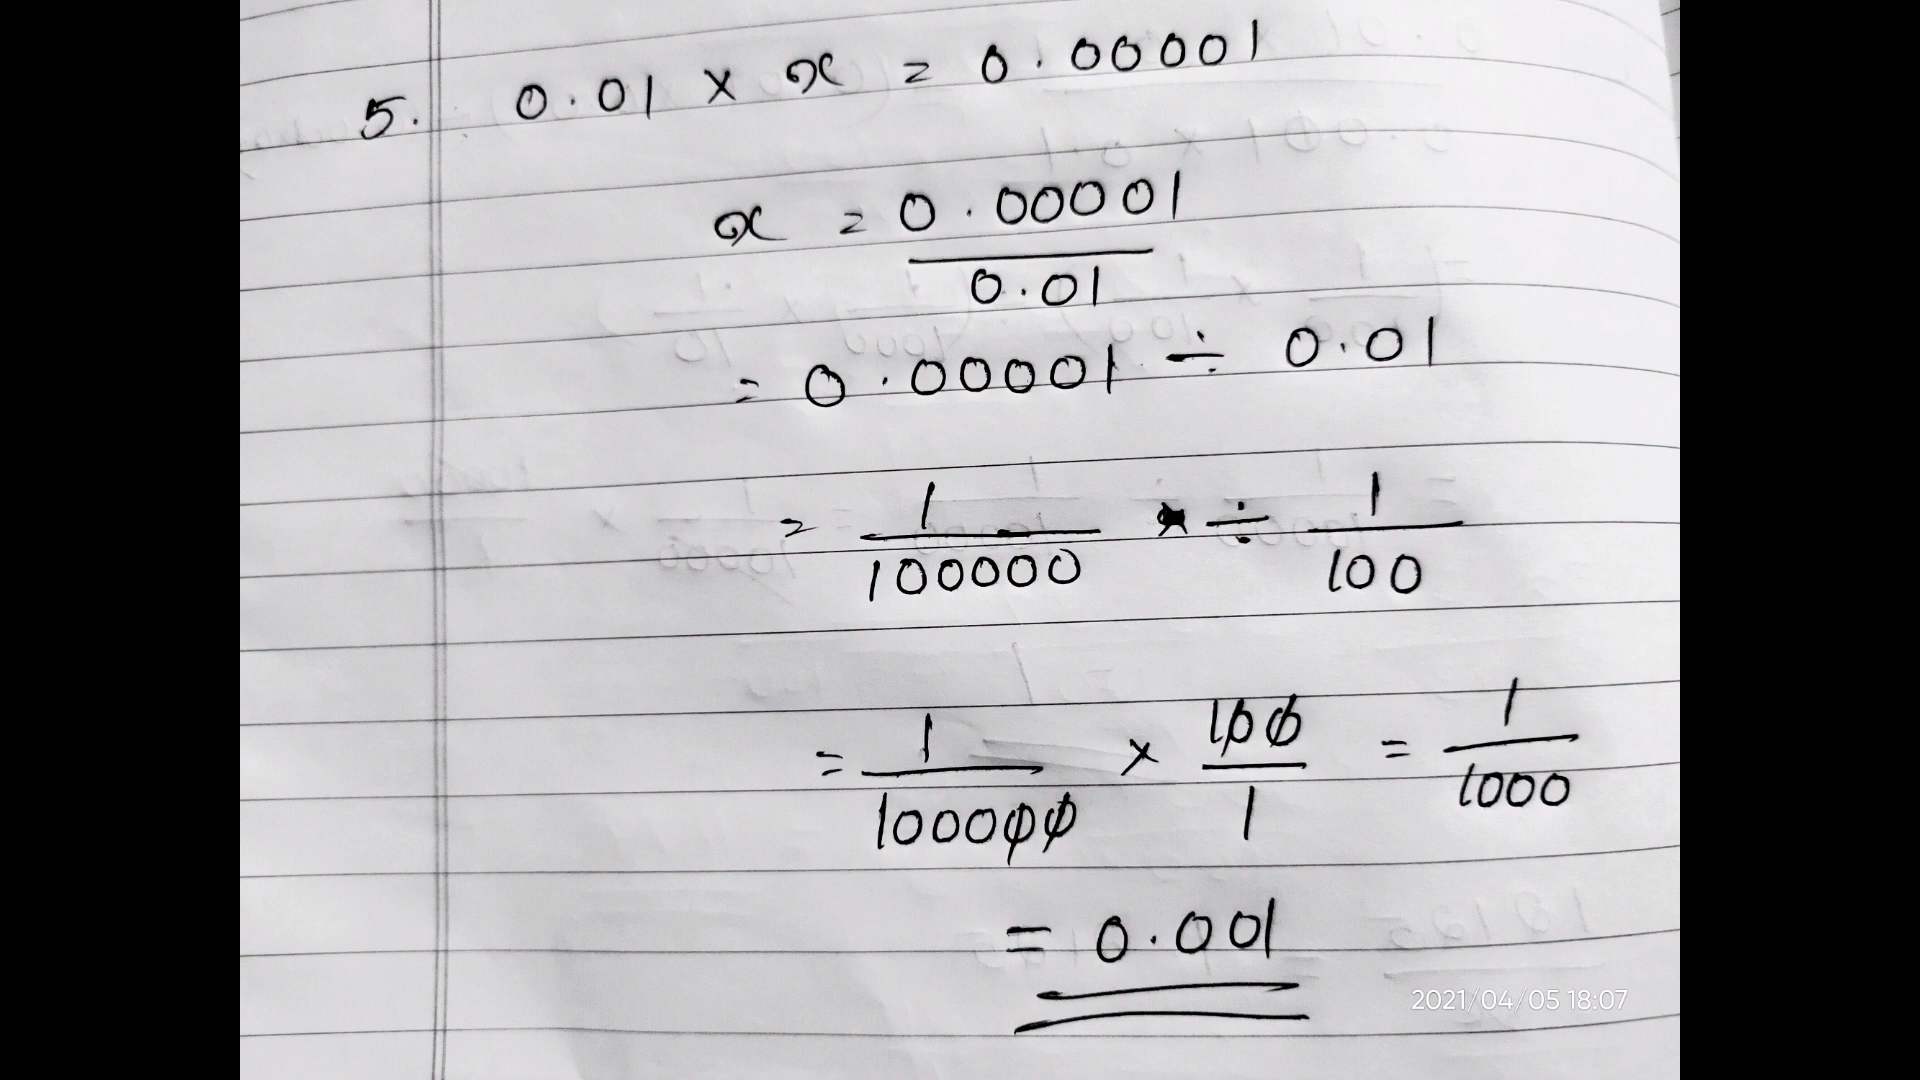 5. 0.01 × x = 0.00001
x = 0.00001
0.01
= 0.00001 ÷ 0.01
= 1/100000 ÷ 1/100
= 1/100000 × 100/1 = 1/1000
= 0.001
2021/04/05 18:07